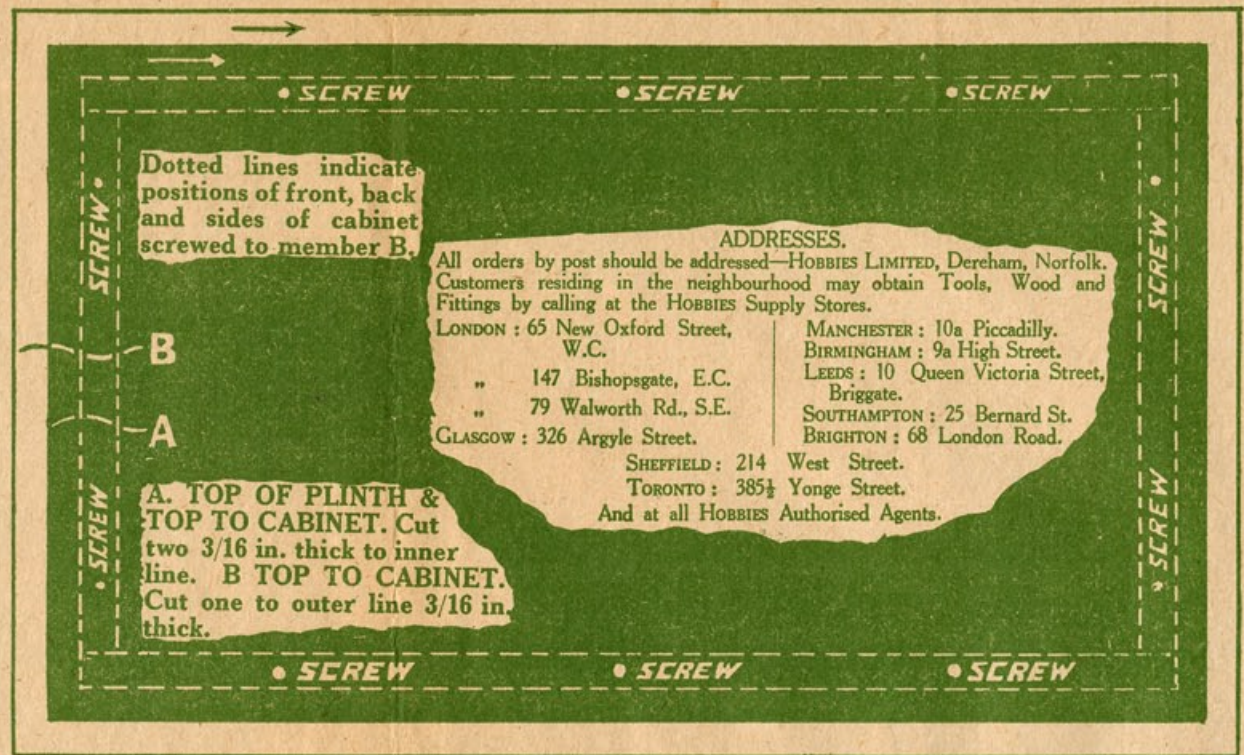 • SCREW • SCREW • SCREW
SCREW •
SCREW •
Dotted lines indicate
positions of front, back
and sides of cabinet
screwed to member B.
ADDRESSES.
All orders by post should be addressed—HOBBIES LIMITED, Dereham, Norfolk.
Customers residing in the neighbourhood may obtain Tools, Wood and
Fittings by calling at the HOBBIES Supply Stores.
LONDON : 65 New Oxford Street,
W.C.
„ 147 Bishopsgate, E.C.
„ 79 Walworth Rd., S.E.
GLASGOW : 326 Argyle Street.
MANCHESTER : 10a Piccadilly.
BIRMINGHAM : 9a High Street.
LEEDS : 10 Queen Victoria Street,
Briggate.
SOUTHAMPTON : 25 Bernard St.
BRIGHTON : 68 London Road.
SHEFFIELD : 214 West Street.
TORONTO : 385½ Yonge Street.
And at all HOBBIES Authorised Agents.
B
A
A. TOP OF PLINTH &
TOP TO CABINET. Cut
two 3/16 in. thick to inner
line. B TOP TO CABINET.
Cut one to outer line 3/16 in.
thick.
• SCREW
• SCREW
• SCREW • SCREW • SCREW